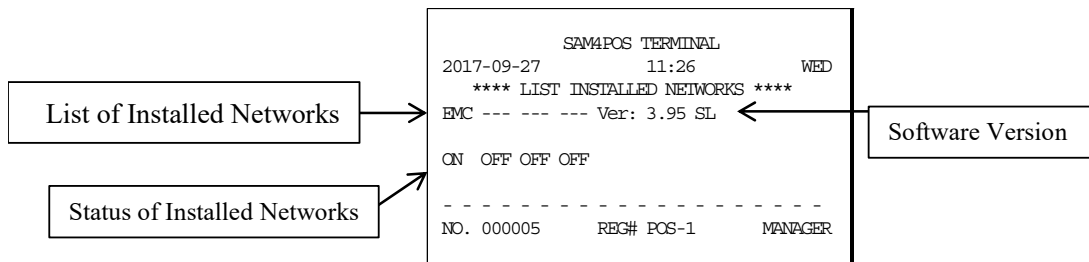 SAM4POS TERMINAL
2017-09-27 11:26 WED
**** LIST INSTALLED NETWORKS ****
List of Installed Networks
EMC --- --- --- Ver: 3.95 SL
Software Version
ON OFF OFF OFF
Status of Installed Networks
- - - - - - - - - - - - - - - - - - - -
NO. 000005 REG# POS-1 MANAGER